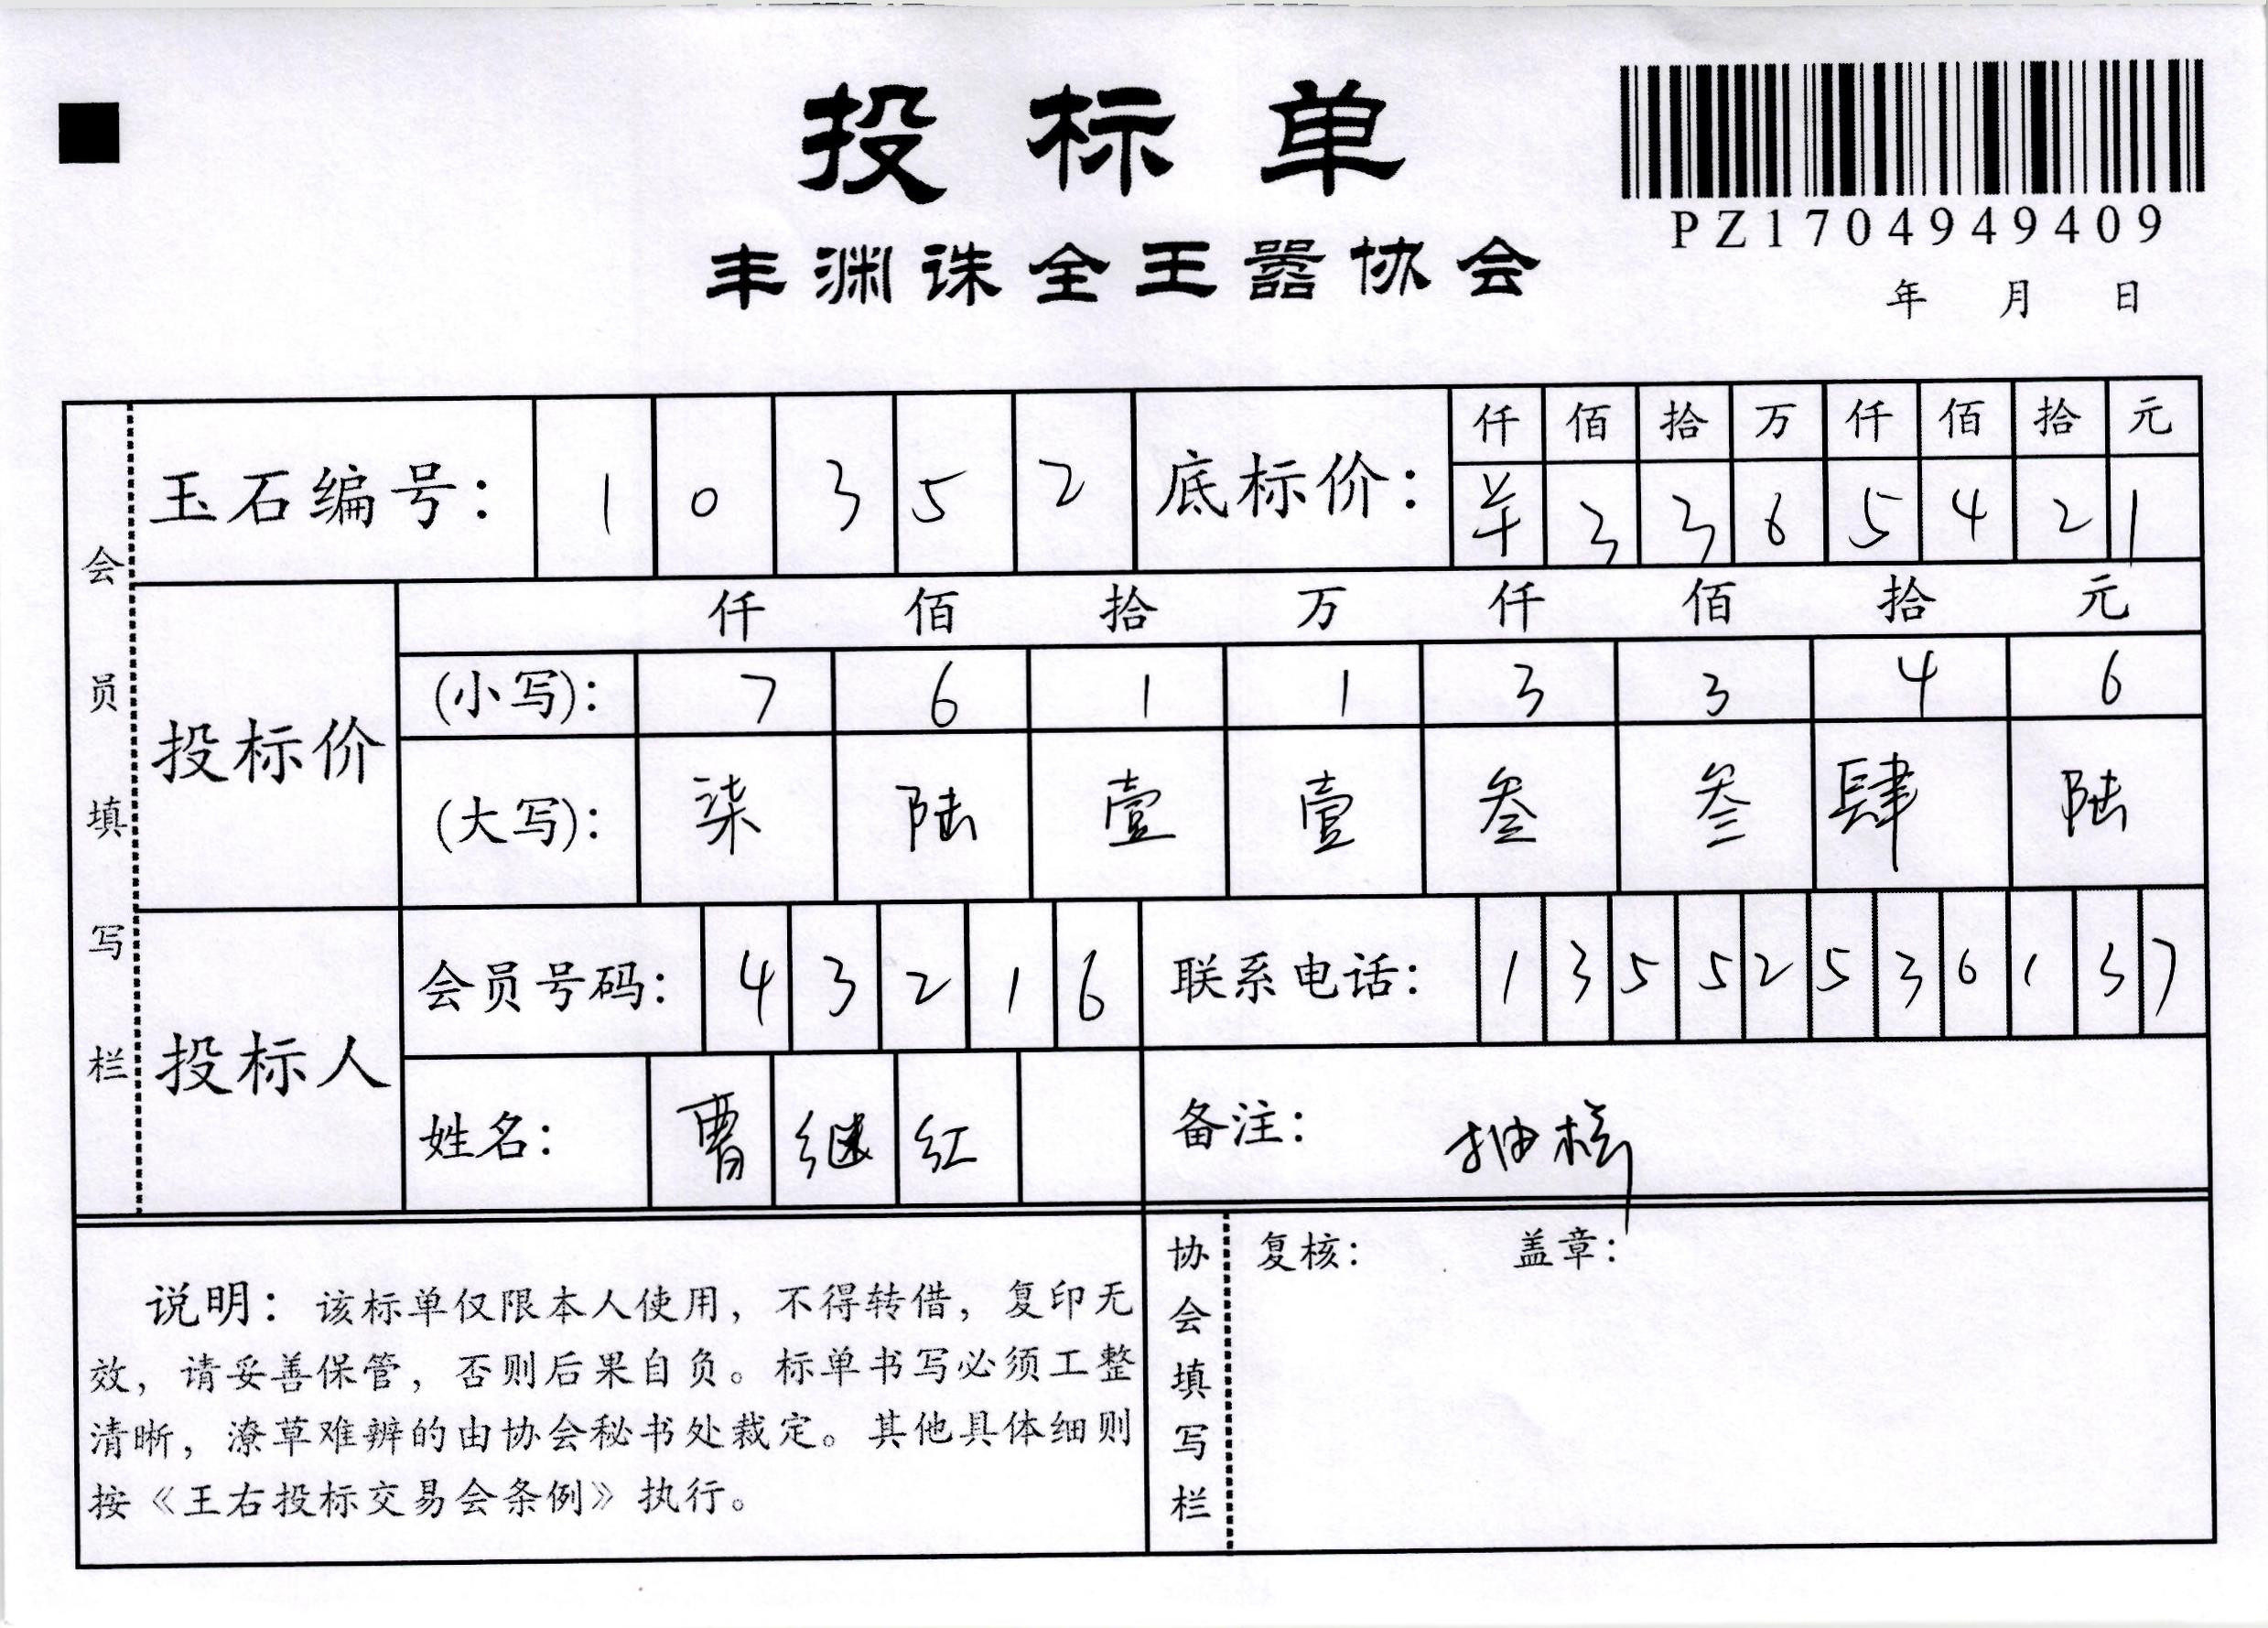 投标单
PZ1704949409
丰渊诛全王嚣协会
年 月 日
会员填写栏
玉石编号: 1 0 3 5 2 底标价: 仟 佰 拾 万 仟 佰 拾 元
羊 3 3 6 5 4 2 1
投标价 仟 佰 拾 万 仟 佰 拾 元
(小写): 7 6 1 1 3 3 4 6
(大写): 柒 陆 壹 壹 叁 叁 肆 陆
投标人 会员号码: 4 3 2 1 6 联系电话: 1 3 5 5 2 5 3 6 1 3 7
姓名: 曹 继 红 备注: 抽
协会填写栏 复核: 盖章:
说明: 该标单仅限本人使用, 不得转借, 复印无
效, 请妥善保管, 否则后果自负。标单书写必须工整
清晰, 潦草难辨的由协会秘书处裁定。其他具体细则
按《王右投标交易会条例》执行。